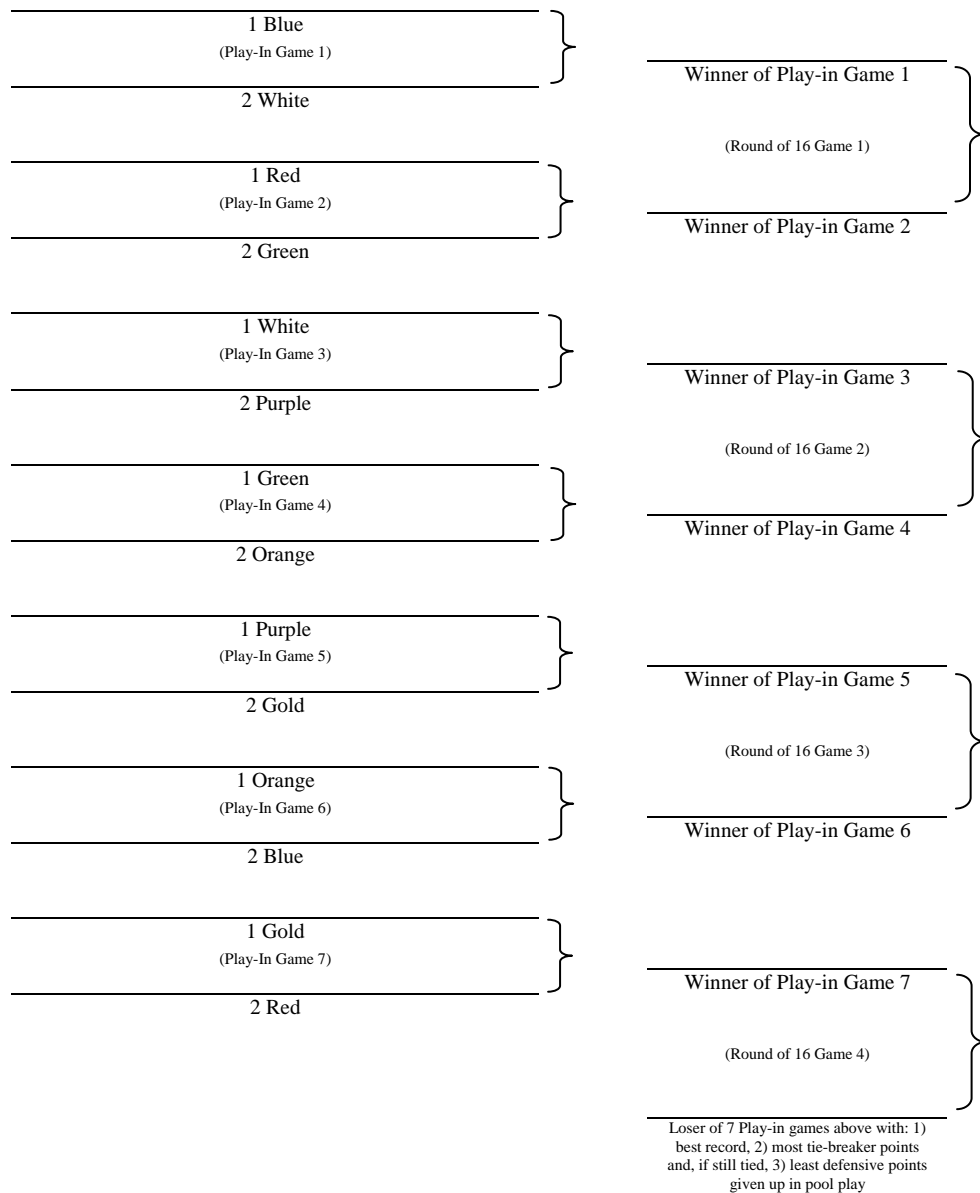 1 Blue
(Play-In Game 1)
2 White
1 Red
(Play-In Game 2)
2 Green
1 White
(Play-In Game 3)
2 Purple
1 Green
(Play-In Game 4)
2 Orange
1 Purple
(Play-In Game 5)
2 Gold
1 Orange
(Play-In Game 6)
2 Blue
1 Gold
(Play-In Game 7)
2 Red
Winner of Play-in Game 1
(Round of 16 Game 1)
Winner of Play-in Game 2
Winner of Play-in Game 3
(Round of 16 Game 2)
Winner of Play-in Game 4
Winner of Play-in Game 5
(Round of 16 Game 3)
Winner of Play-in Game 6
Winner of Play-in Game 7
(Round of 16 Game 4)
Loser of 7 Play-in games above with: 1)
best record, 2) most tie-breaker points
and, if still tied, 3) least defensive points
given up in pool play